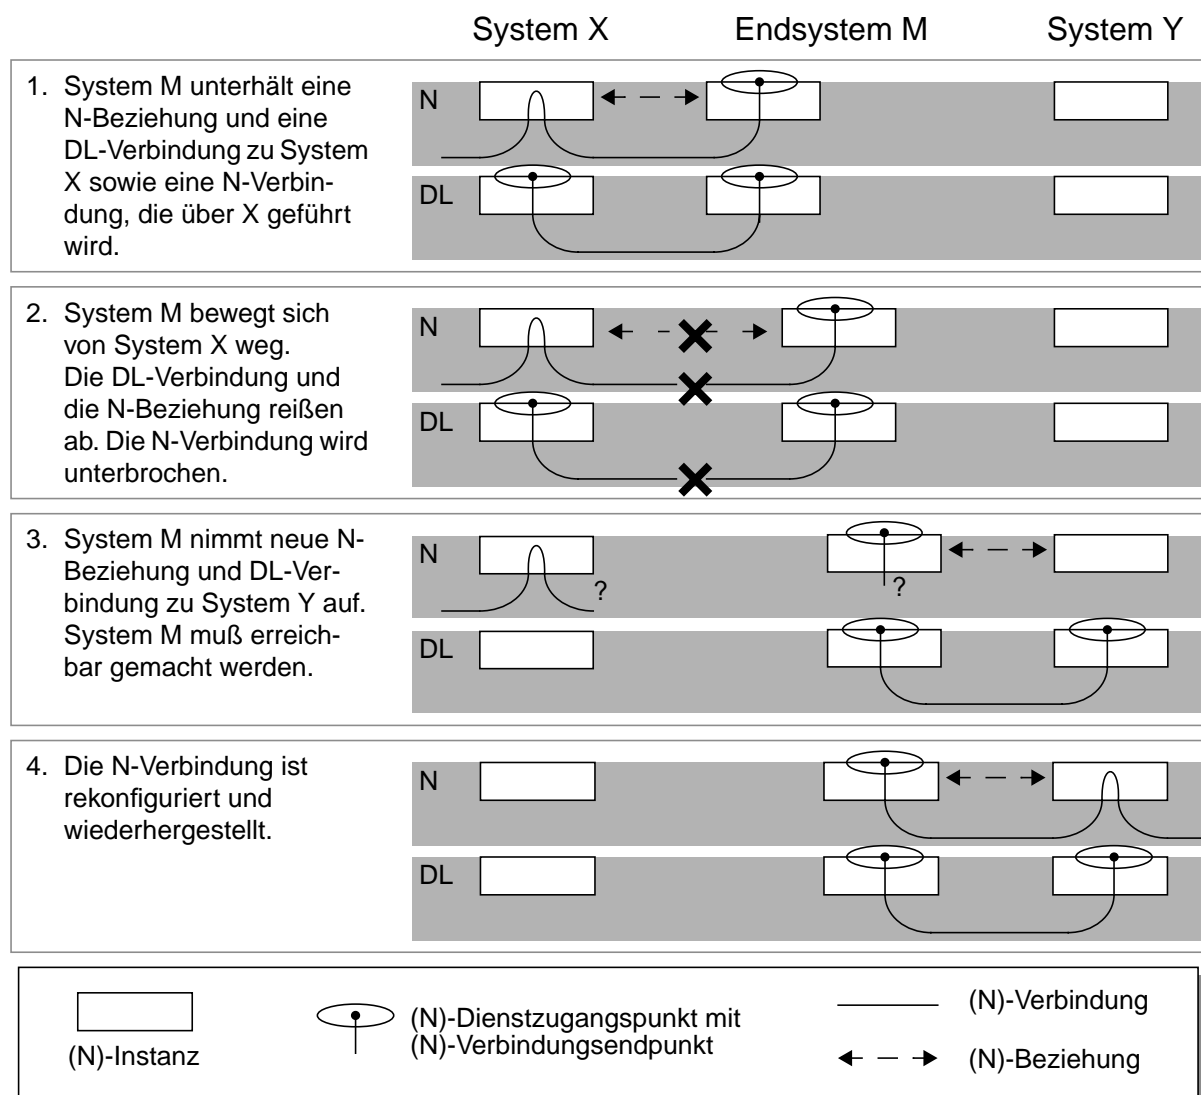 System X Endsystem M System Y
1. System M unterhält eine
N-Beziehung und eine
DL-Verbindung zu System
X sowie eine N-Verbin-
dung, die über X geführt
wird.
N
DL
2. System M bewegt sich
von System X weg.
Die DL-Verbindung und
die N-Beziehung reißen
ab. Die N-Verbindung wird
unterbrochen.
N
DL
3. System M nimmt neue N-
Beziehung und DL-Ver-
bindung zu System Y auf.
System M muß erreich-
bar gemacht werden.
N
? ?
DL
4. Die N-Verbindung ist
rekonfiguriert und
wiederhergestellt.
N
DL
(N)-Instanz
(N)-Dienstzugangspunkt mit
(N)-Verbindungsendpunkt
(N)-Verbindung
(N)-Beziehung